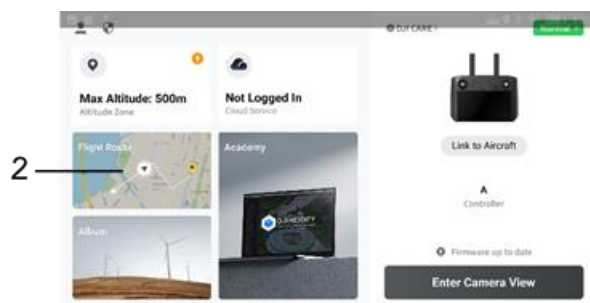 DJI CARE >
Normal >
Max Altitude: 500m
Altitude Zone
Not Logged In
Cloud Service
Link to Aircraft
2
Flight Route
Academy
A
Controller
Album
Firmware up to date
Enter Camera View